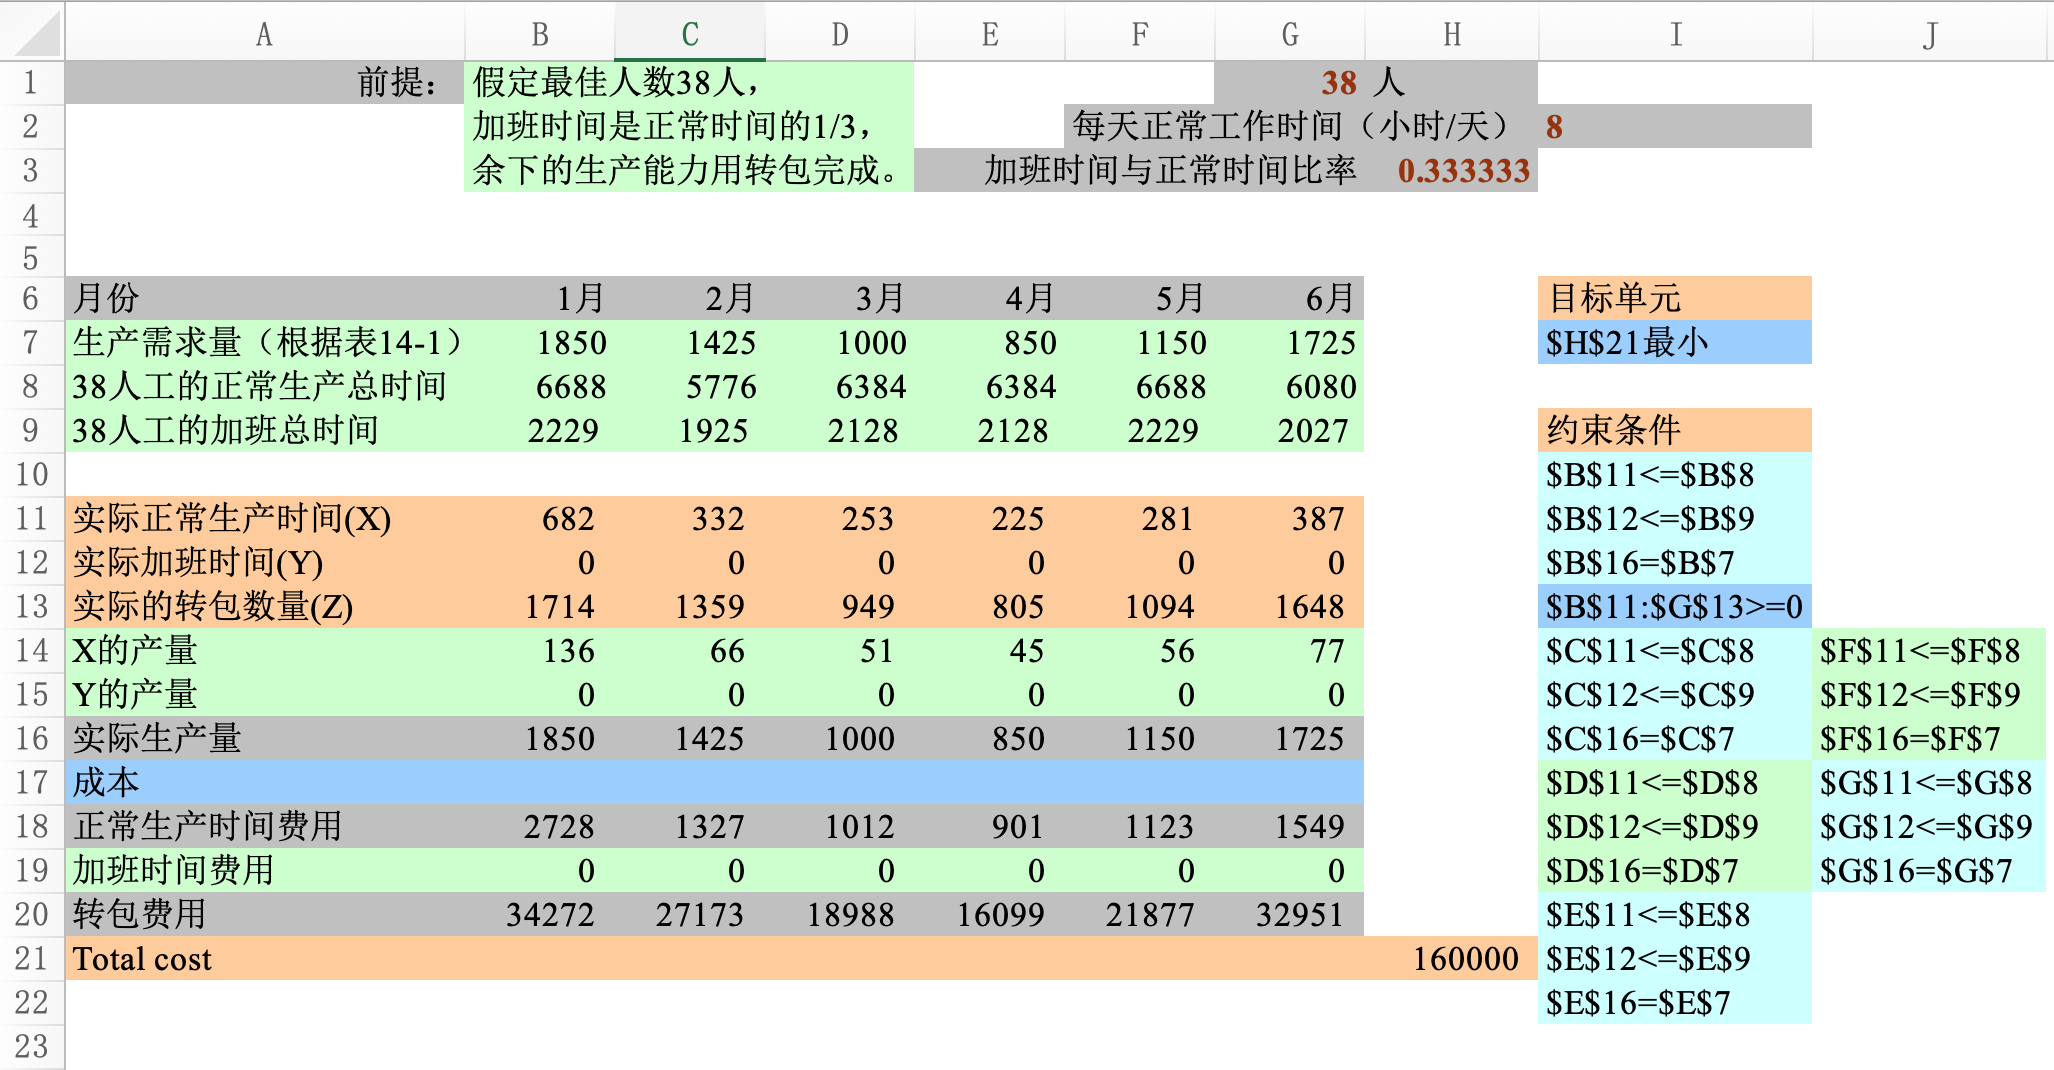 A B C D E F G H I J
1 前提： 假定最佳人数38人， 38 人
2 加班时间是正常时间的1/3， 每天正常工作时间（小时/天） 8
3 余下的生产能力用转包完成。 加班时间与正常时间比率 0.333333
4
5
6 月份 1月 2月 3月 4月 5月 6月 目标单元
7 生产需求量（根据表14-1） 1850 1425 1000 850 1150 1725 $H$21最小
8 38人工的正常生产总时间 6688 5776 6384 6384 6688 6080
9 38人工的加班总时间 2229 1925 2128 2128 2229 2027 约束条件
10 $B$11<=$B$8
11 实际正常生产时间(X) 682 332 253 225 281 387 $B$12<=$B$9
12 实际加班时间(Y) 0 0 0 0 0 0 $B$16=$B$7
13 实际的转包数量(Z) 1714 1359 949 805 1094 1648 $B$11:$G$13>=0
14 X的产量 136 66 51 45 56 77 $C$11<=$C$8 $F$11<=$F$8
15 Y的产量 0 0 0 0 0 0 $C$12<=$C$9 $F$12<=$F$9
16 实际生产量 1850 1425 1000 850 1150 1725 $C$16=$C$7 $F$16=$F$7
17 成本 $D$11<=$D$8 $G$11<=$G$8
18 正常生产时间费用 2728 1327 1012 901 1123 1549 $D$12<=$D$9 $G$12<=$G$9
19 加班时间费用 0 0 0 0 0 0 $D$16=$D$7 $G$16=$G$7
20 转包费用 34272 27173 18988 16099 21877 32951 $E$11<=$E$8
21 Total cost 160000 $E$12<=$E$9
22 $E$16=$E$7
23